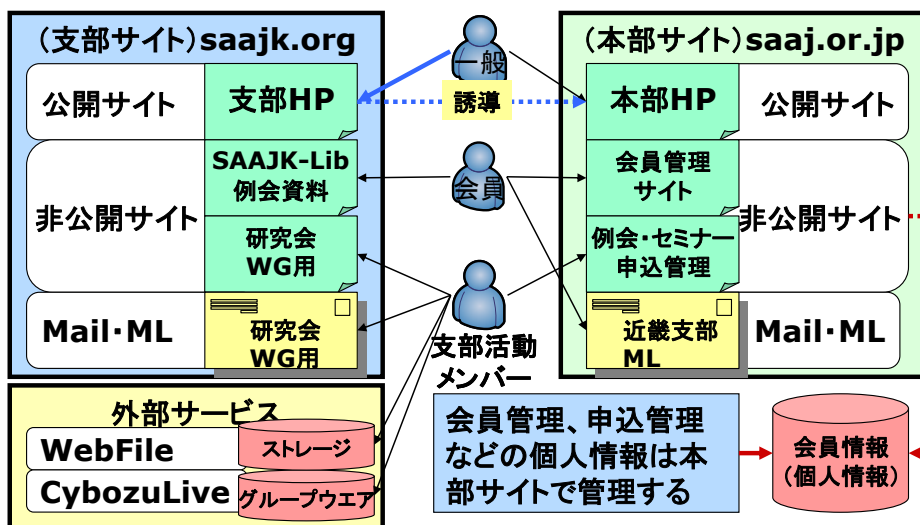 (支部サイト)saajk.org
公開サイト
支部HP
非公開サイト
SAAJK-Lib
例会資料
研究会
WG用
Mail・ML
研究会
WG用
一般
誘導
会員
支部活動
メンバー
(本部サイト)saaj.or.jp
本部HP
公開サイト
会員管理
サイト
非公開サイト
例会・セミナー
申込管理
近畿支部
ML
Mail・ML
外部サービス
WebFile
ストレージ
CybozuLive
グループウエア
会員管理、申込管理
などの個人情報は本
部サイトで管理する
会員情報
(個人情報)